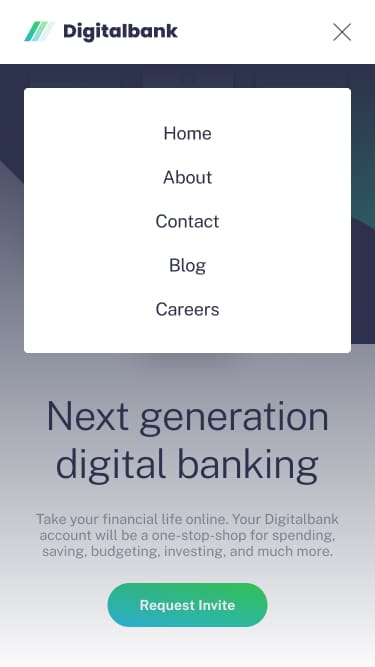 Digitalbank
Home
About
Contact
Blog
Careers
Next generation
digital banking
Take your financial life online. Your Digitalbank
account will be a one-stop-shop for spending,
saving, budgeting, investing, and much more.
Request Invite